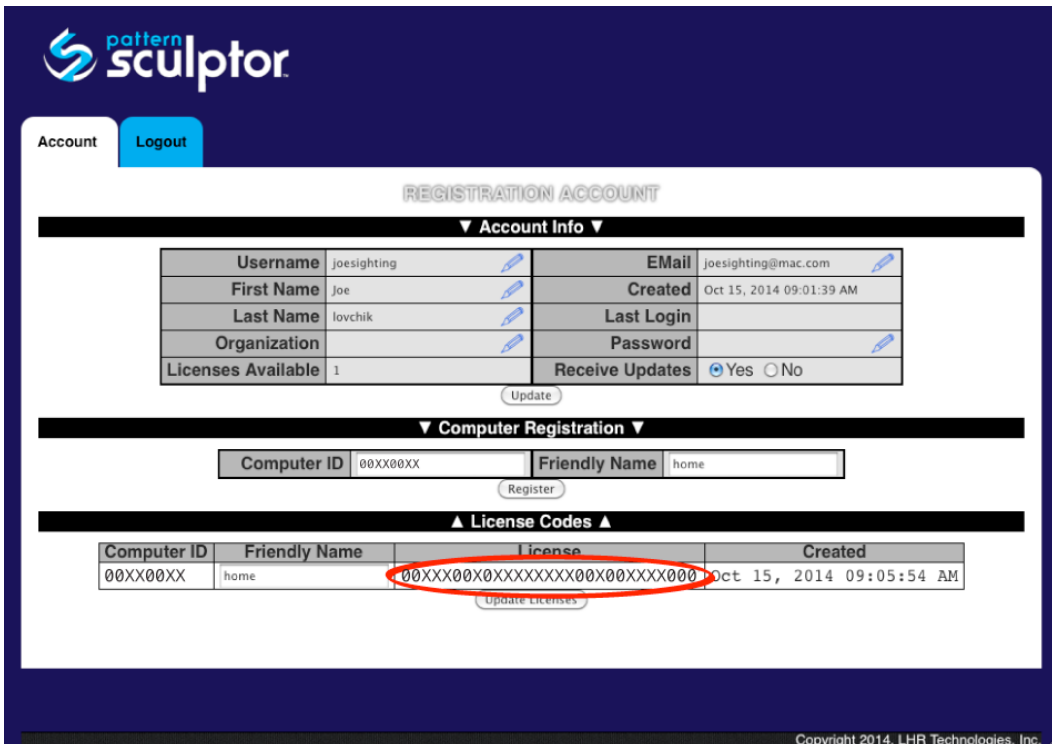 pattern
sculptor™
Account Logout
REGISTRATION ACCOUNT
▼ Account Info ▼
Username joesighting EMail joesighting@mac.com
First Name Joe Created Oct 15, 2014 09:01:39 AM
Last Name lovchik Last Login
Organization Password
Licenses Available 1 Receive Updates Yes No
Update
▼ Computer Registration ▼
Computer ID 00XX00XX Friendly Name home
Register
▲ License Codes ▲
Computer ID Friendly Name License Created
00XX00XX home 00XXX00X0XXXXXXXX00X00XXXX000 Oct 15, 2014 09:05:54 AM
Update Licenses
Copyright 2014, LHR Technologies, Inc.